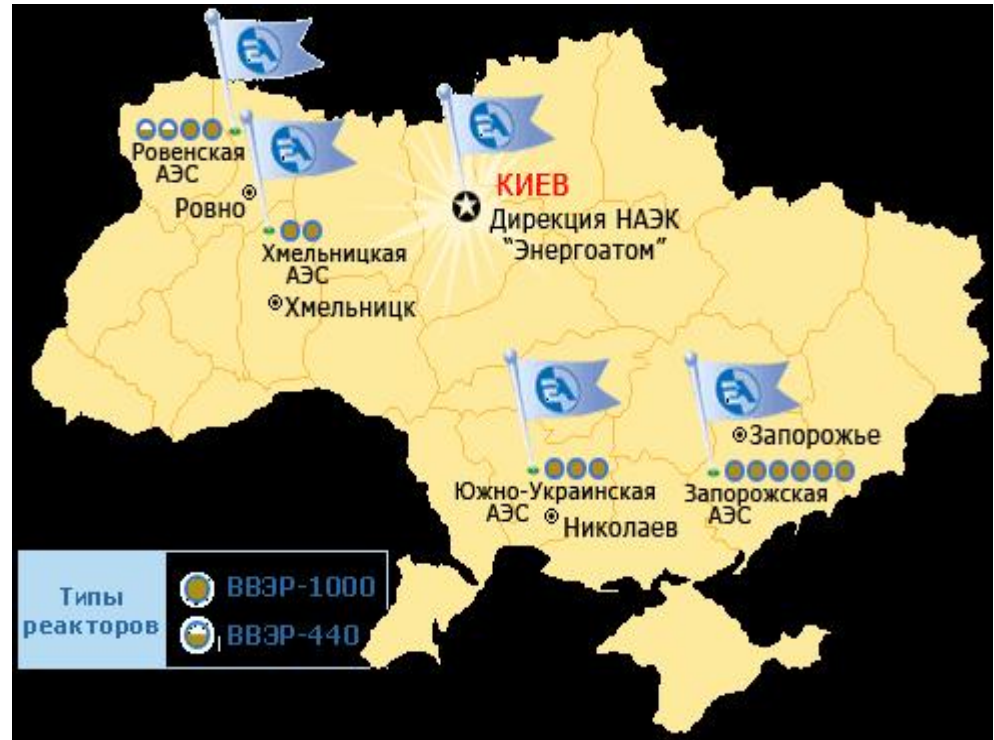 Ровенская
АЭС
Ровно
Хмельницкая
АЭС
Хмельницк
КИЕВ
Дирекция НАЭК
"Энергоатом"
Запорожье
Южно-Украинская
АЭС
Николаев
Запорожская
АЭС
Типы
реакторов
ВВЭР-1000
ВВЭР-440